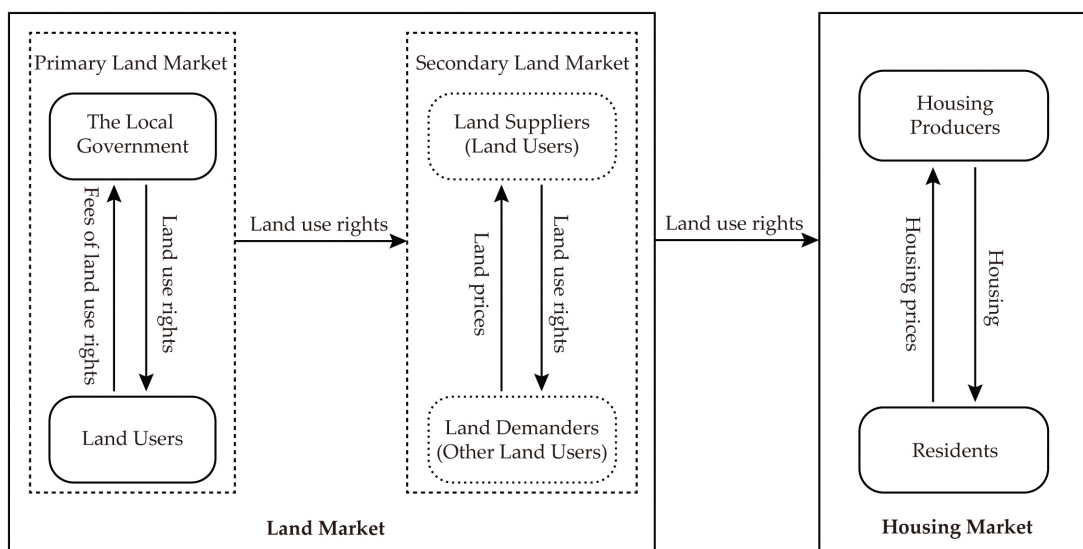 Primary Land Market
The Local
Government
Fees of land use rights
Land use rights
Land Users
Land use rights
Secondary Land Market
Land Suppliers
(Land Users)
Land prices
Land use rights
Land Demanders
(Other Land Users)
Land Market
Land use rights
Housing
Producers
Housing prices
Housing
Residents
Housing Market